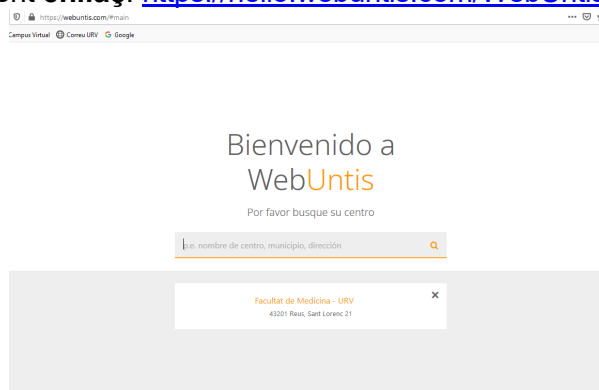 https://webuntis.com/#main
Campus Virtual Correu URV G Google
Bienvenido a
WebUntis
Por favor busque su centro
p.e. nombre de centro, municipio, dirección
Facultat de Medicina - URV
43201 Reus, Sant Lorenc 21